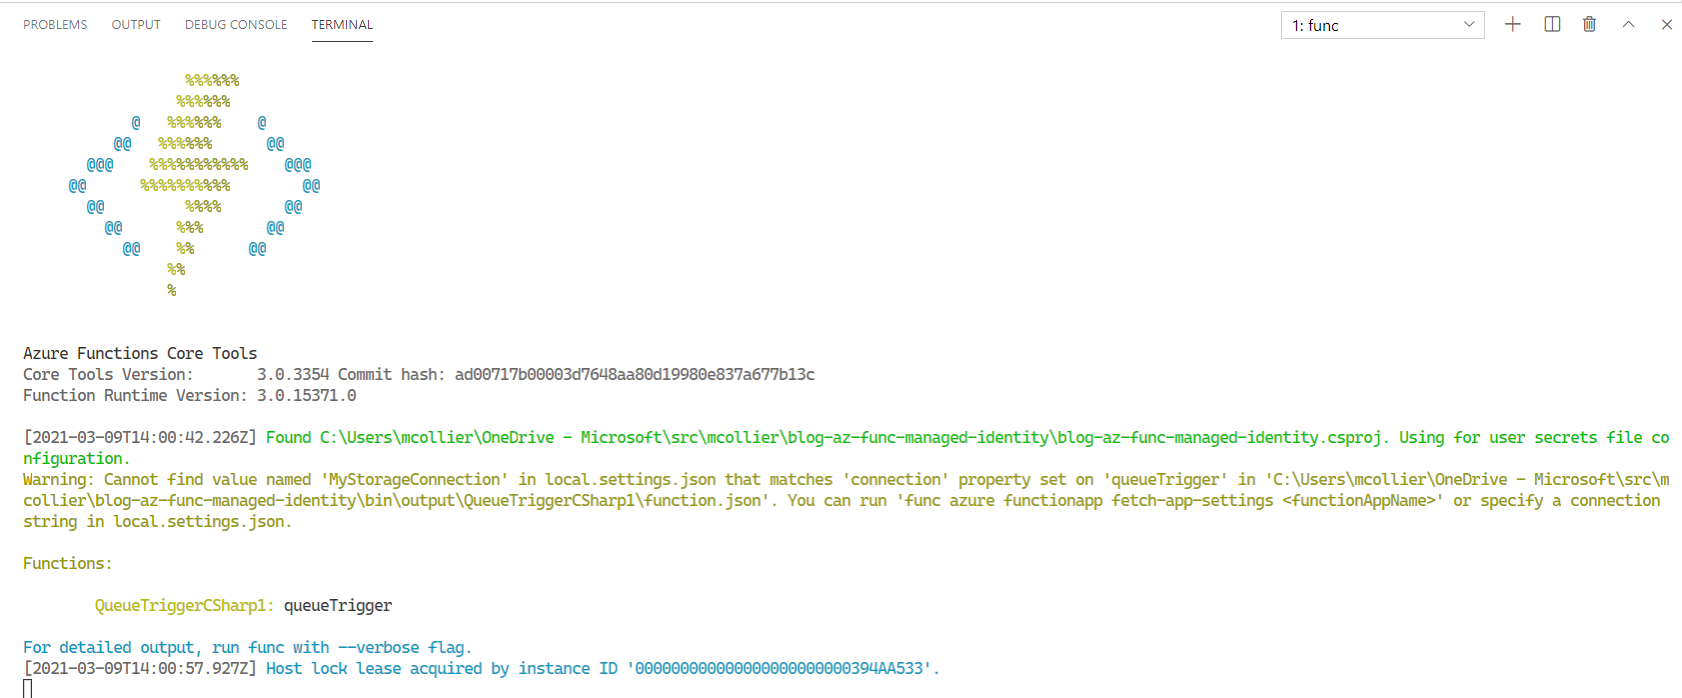 PROBLEMS OUTPUT DEBUG CONSOLE TERMINAL 1: func
                  %%%%%%
                 %%%%%%
            @   %%%%%%    @
          @@   %%%%%%      @@
       @@@    %%%%%%%%%%%    @@@
     @@      %%%%%%%%%%        @@
       @@         %%%%       @@
         @@      %%%       @@
           @@    %%      @@
                %%
                %
Azure Functions Core Tools
Core Tools Version:       3.0.3354 Commit hash: ad00717b00003d7648aa80d19980e837a677b13c
Function Runtime Version: 3.0.15371.0
[2021-03-09T14:00:42.226Z] Found C:\Users\mcollier\OneDrive - Microsoft\src\mcollier\blog-az-func-managed-identity\blog-az-func-managed-identity.csproj. Using for user secrets file co
nfiguration.
Warning: Cannot find value named 'MyStorageConnection' in local.settings.json that matches 'connection' property set on 'queueTrigger' in 'C:\Users\mcollier\OneDrive - Microsoft\src\m
collier\blog-az-func-managed-identity\bin\output\QueueTriggerCSharp1\function.json'. You can run 'func azure functionapp fetch-app-settings <functionAppName>' or specify a connection
string in local.settings.json.
Functions:
QueueTriggerCSharp1: queueTrigger
For detailed output, run func with --verbose flag.
[2021-03-09T14:00:57.927Z] Host lock lease acquired by instance ID '000000000000000000000000394AA533'.